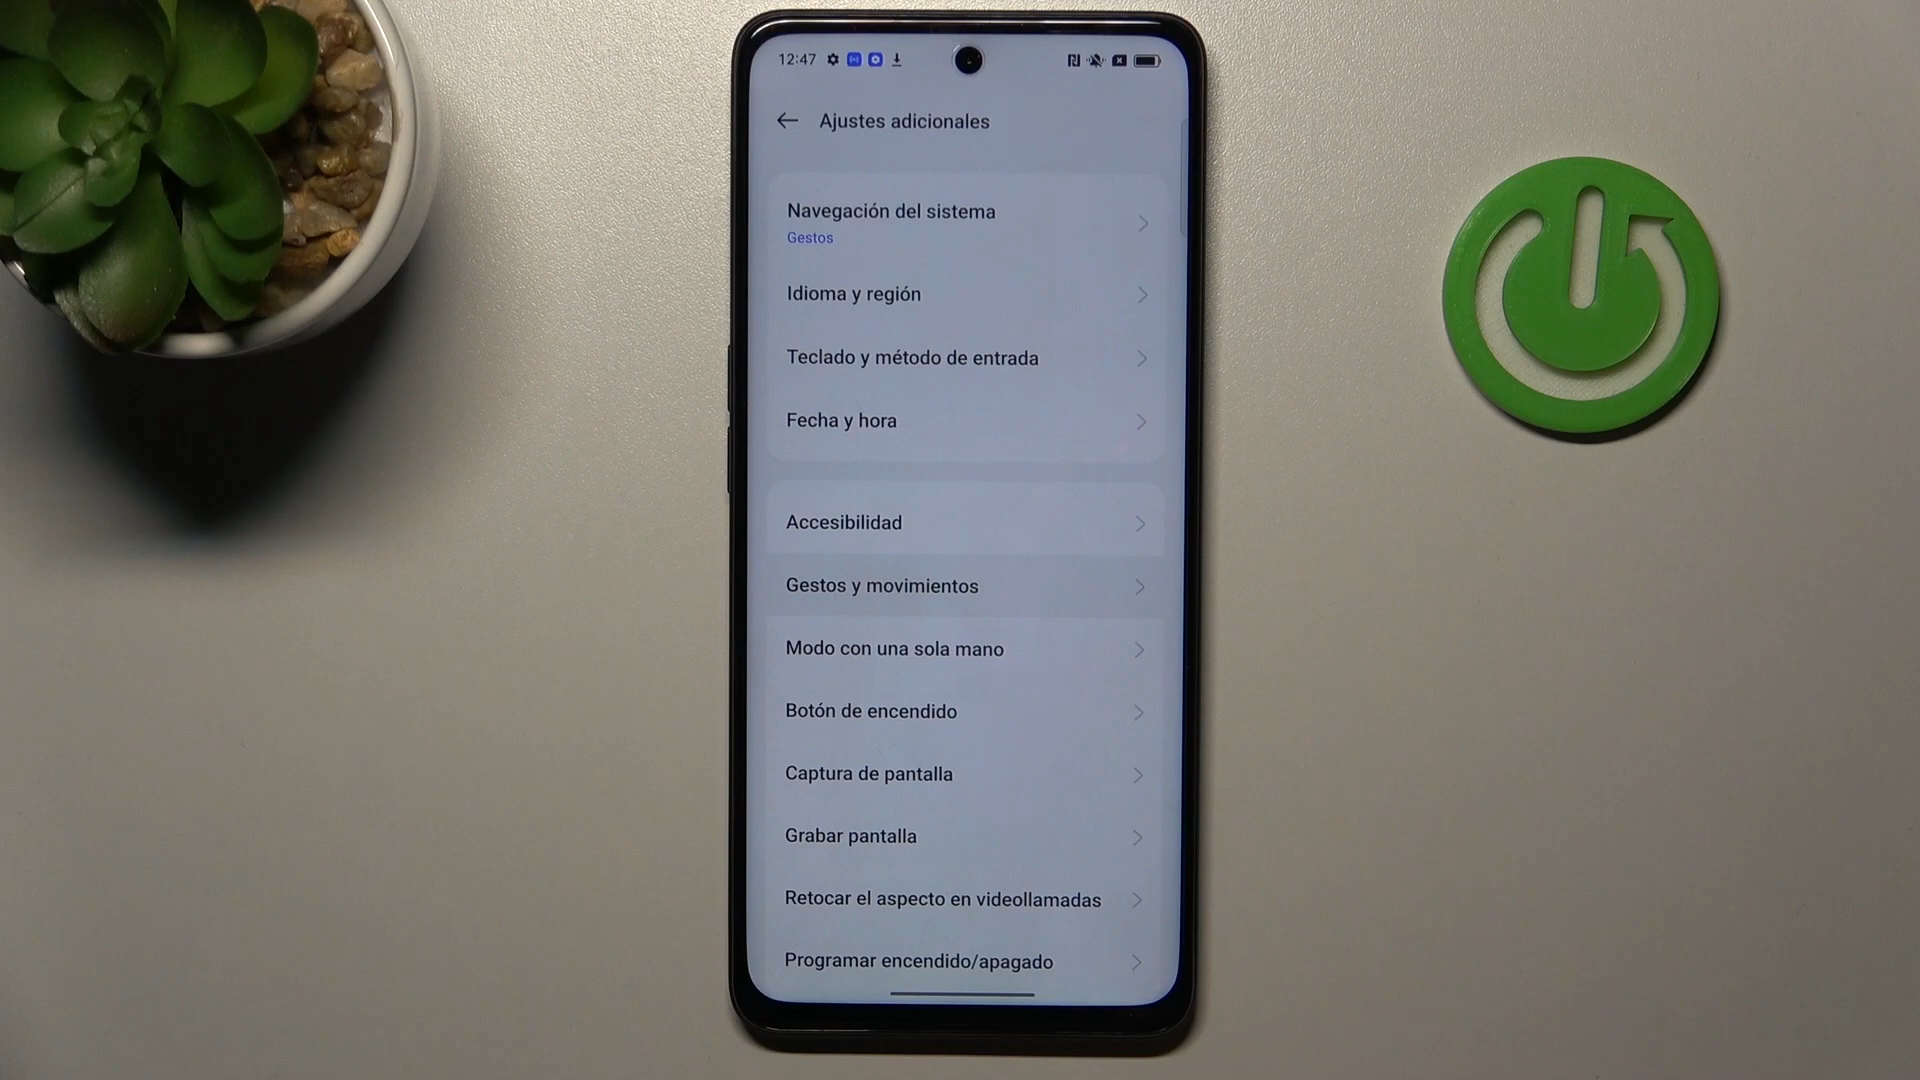 12:47
Ajustes adicionales
Navegación del sistema
Gestos
Idioma y región
Teclado y método de entrada
Fecha y hora
Accesibilidad
Gestos y movimientos
Modo con una sola mano
Botón de encendido
Captura de pantalla
Grabar pantalla
Retocar el aspecto en videollamadas
Programar encendido/apagado